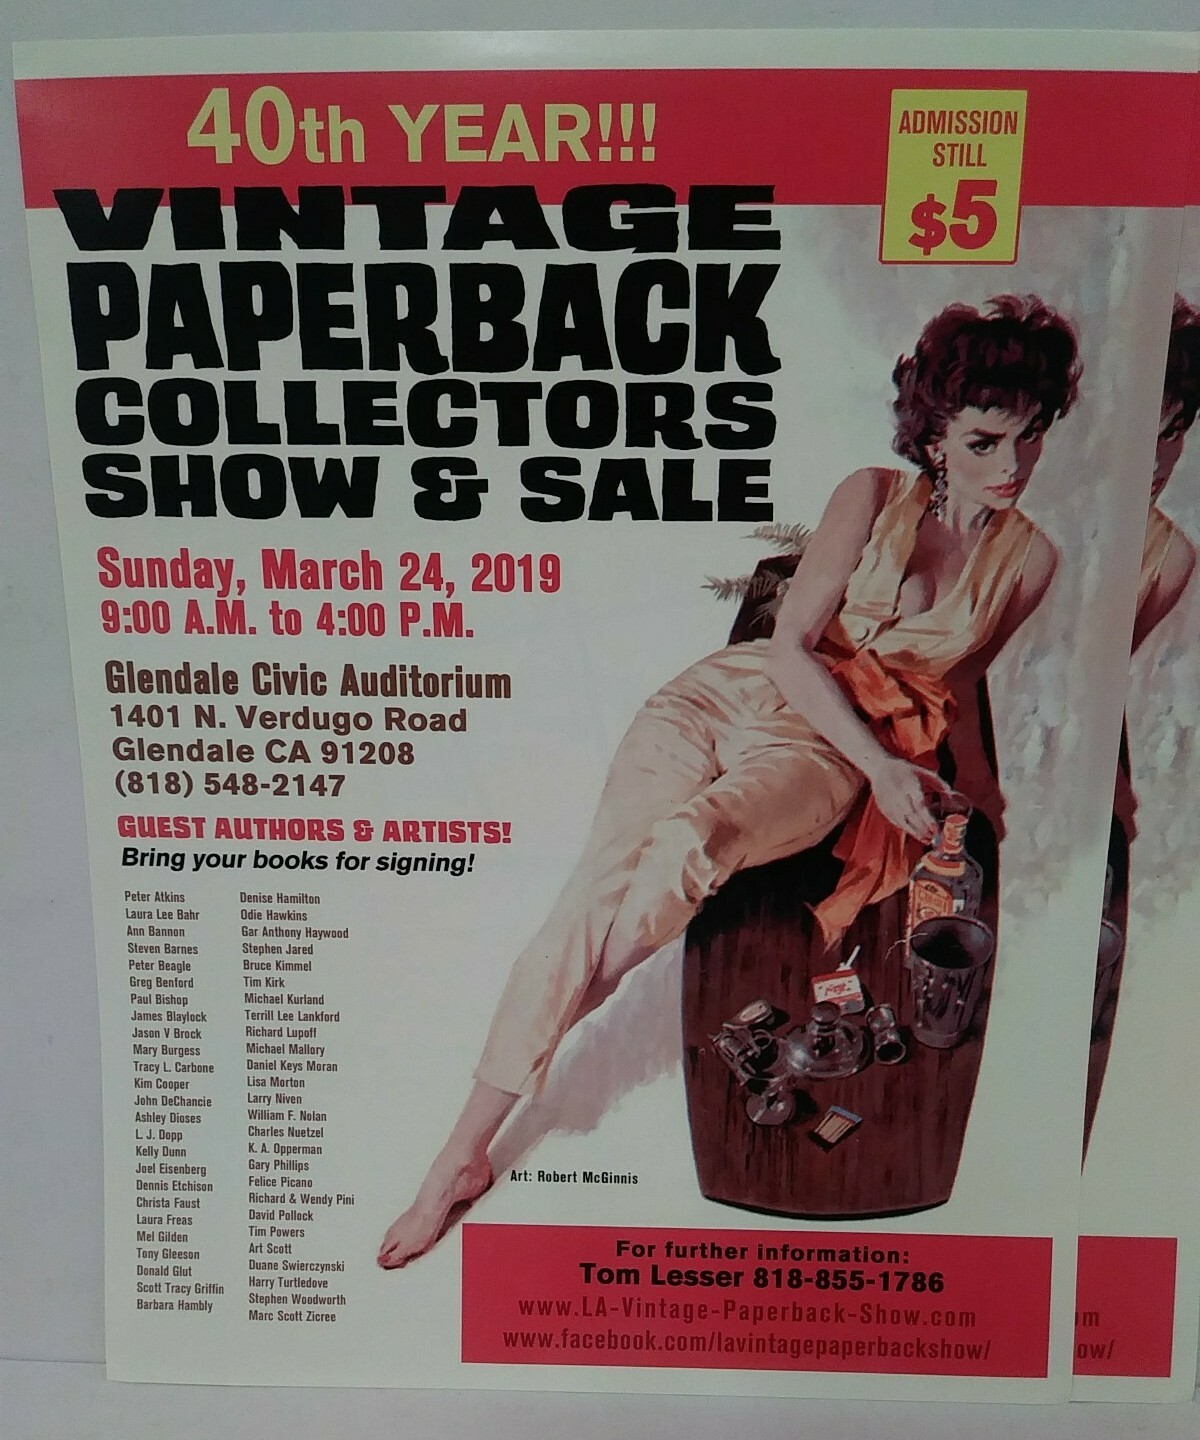 40th YEAR!!!
ADMISSION
STILL
$5
VINTAGE
PAPERBACK
COLLECTORS
SHOW & SALE
Sunday, March 24, 2019
9:00 A.M. to 4:00 P.M.
Glendale Civic Auditorium
1401 N. Verdugo Road
Glendale CA 91208
(818) 548-2147
GUEST AUTHORS & ARTISTS!
Bring your books for signing!
Peter Atkins
Laura Lee Bahr
Ann Bannon
Steven Barnes
Peter Beagle
Greg Benford
Paul Bishop
James Blaylock
Jason V Brock
Mary Burgess
Tracy L. Carbone
Kim Cooper
John DeChancie
Ashley Dioses
L. J. Dopp
Kelly Dunn
Joel Eisenberg
Dennis Etchison
Christa Faust
Laura Freas
Mel Gilden
Tony Gleeson
Donald Glut
Scott Tracy Griffin
Barbara Hambly
Denise Hamilton
Odie Hawkins
Gar Anthony Haywood
Stephen Jared
Bruce Kimmel
Tim Kirk
Michael Kurland
Terrill Lee Lankford
Richard Lupoff
Michael Mallory
Daniel Keys Moran
Lisa Morton
Larry Niven
William F. Nolan
Charles Nuetzel
K. A. Opperman
Gary Phillips
Felice Picano
Richard & Wendy Pini
David Pollock
Tim Powers
Art Scott
Duane Swierczynski
Harry Turtledove
Stephen Woodworth
Marc Scott Zicree
Art: Robert McGinnis
For further information:
Tom Lesser 818-855-1786
www.LA-Vintage-Paperback-Show.com
www.facebook.com/lavintagepaperbackshow/
om
ow/